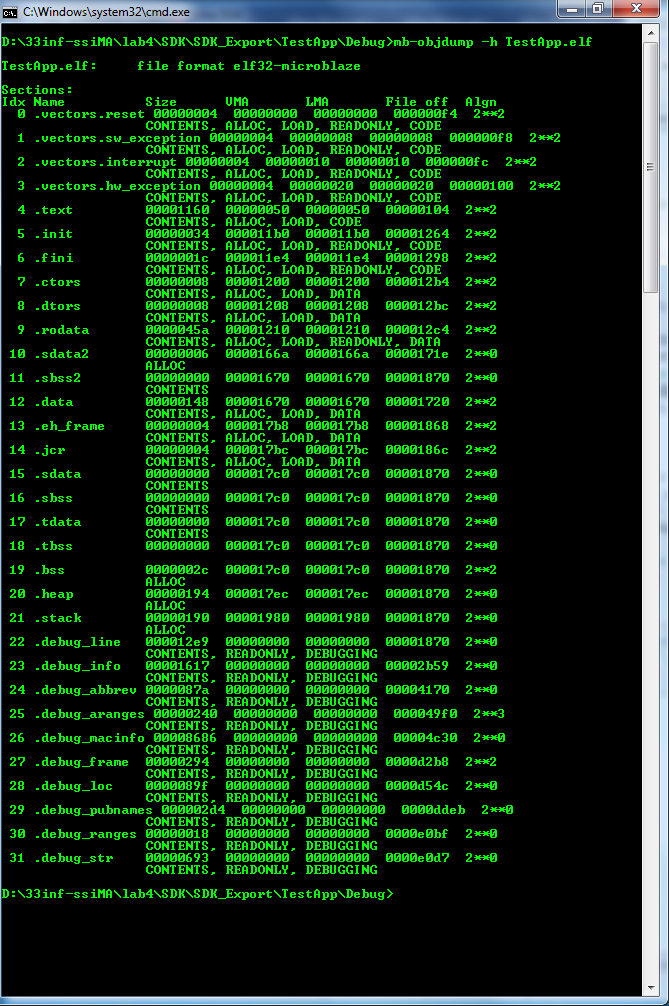 C:\Windows\system32\cmd.exe
D:\33inf-ssiMA\lab4\SDK\SDK_Export\TestApp\Debug>mb-objdump -h TestApp.elf
TestApp.elf:     file format elf32-microblaze
Sections:
Idx Name          Size      VMA       LMA       File off  Algn
  0 .vectors.reset 00000004  00000000  00000000  000000f4  2**2
                  CONTENTS, ALLOC, LOAD, READONLY, CODE
  1 .vectors.sw_exception 00000004  00000008  00000008  000000f8  2**2
                  CONTENTS, ALLOC, LOAD, READONLY, CODE
  2 .vectors.interrupt 00000004  00000010  00000010  000000fc  2**2
                  CONTENTS, ALLOC, LOAD, READONLY, CODE
  3 .vectors.hw_exception 00000004  00000020  00000020  00000100  2**2
                  CONTENTS, ALLOC, LOAD, READONLY, CODE
  4 .text         00001160  00000050  00000050  00000104  2**2
                  CONTENTS, ALLOC, LOAD, CODE
  5 .init         00000034  000011b0  000011b0  00001264  2**2
                  CONTENTS, ALLOC, LOAD, READONLY, CODE
  6 .fini         0000001c  000011e4  000011e4  00001298  2**2
                  CONTENTS, ALLOC, LOAD, READONLY, CODE
  7 .ctors        00000008  00001200  00001200  000012b4  2**2
                  CONTENTS, ALLOC, LOAD, DATA
  8 .dtors        00000008  00001208  00001208  000012bc  2**2
                  CONTENTS, ALLOC, LOAD, DATA
  9 .rodata       0000045a  00001210  00001210  000012c4  2**2
                  CONTENTS, ALLOC, LOAD, READONLY, DATA
 10 .sdata2       00000006  0000166a  0000166a  0000171e  2**0
                  ALLOC
 11 .sbss2        00000000  00001670  00001670  00001870  2**0
                  CONTENTS
 12 .data         00000148  00001670  00001670  00001720  2**2
                  CONTENTS, ALLOC, LOAD, DATA
 13 .eh_frame     00000004  000017b8  000017b8  00001868  2**2
                  CONTENTS, ALLOC, LOAD, DATA
 14 .jcr          00000004  000017bc  000017bc  0000186c  2**2
                  CONTENTS, ALLOC, LOAD, DATA
 15 .sdata        00000000  000017c0  000017c0  00001870  2**0
                  CONTENTS
 16 .sbss         00000000  000017c0  000017c0  00001870  2**0
                  CONTENTS
 17 .tdata        00000000  000017c0  000017c0  00001870  2**0
                  CONTENTS
 18 .tbss         00000000  000017c0  000017c0  00001870  2**0
 19 .bss          0000002c  000017c0  000017c0  00001870  2**2
                  ALLOC
 20 .heap         00000194  000017ec  000017ec  00001870  2**0
                  ALLOC
 21 .stack        00000190  00001980  00001980  00001870  2**0
                  ALLOC
 22 .debug_line   000012e9  00000000  00000000  00001870  2**0
                  CONTENTS, READONLY, DEBUGGING
 23 .debug_info   00001617  00000000  00000000  00002b59  2**0
                  CONTENTS, READONLY, DEBUGGING
 24 .debug_abbrev 0000087a  00000000  00000000  00004170  2**0
                  CONTENTS, READONLY, DEBUGGING
 25 .debug_aranges 00000240  00000000  00000000  000049f0  2**3
                  CONTENTS, READONLY, DEBUGGING
 26 .debug_macinfo 00008686  00000000  00000000  00004c30  2**0
                  CONTENTS, READONLY, DEBUGGING
 27 .debug_frame  00000294  00000000  00000000  0000d2b8  2**2
                  CONTENTS, READONLY, DEBUGGING
 28 .debug_loc    0000089f  00000000  00000000  0000d54c  2**0
                  CONTENTS, READONLY, DEBUGGING
 29 .debug_pubnames 000002d4  00000000  00000000  0000ddeb  2**0
                  CONTENTS, READONLY, DEBUGGING
 30 .debug_ranges 00000018  00000000  00000000  0000e0bf  2**0
                  CONTENTS, READONLY, DEBUGGING
 31 .debug_str    00000693  00000000  00000000  0000e0d7  2**0
                  CONTENTS, READONLY, DEBUGGING
D:\33inf-ssiMA\lab4\SDK\SDK_Export\TestApp\Debug>